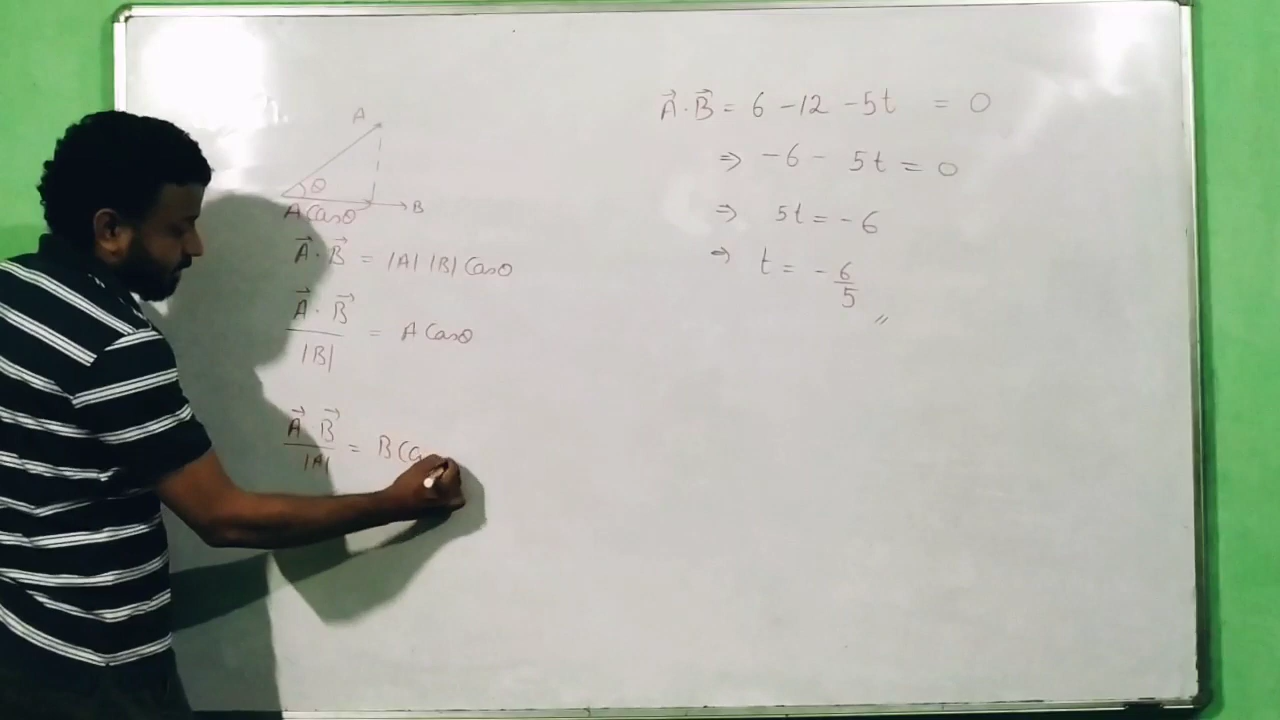 A
θ
B
A Cosθ
A⃗ · B⃗ = |A| |B| Cosθ
A⃗ · B⃗ / |B| = A Cosθ
A⃗ B⃗ / |A| = B Co
A⃗ · B⃗ = 6 - 12 - 5t = 0
⇒ -6 - 5t = 0
⇒ 5t = -6
⇒ t = - 6/5 〃